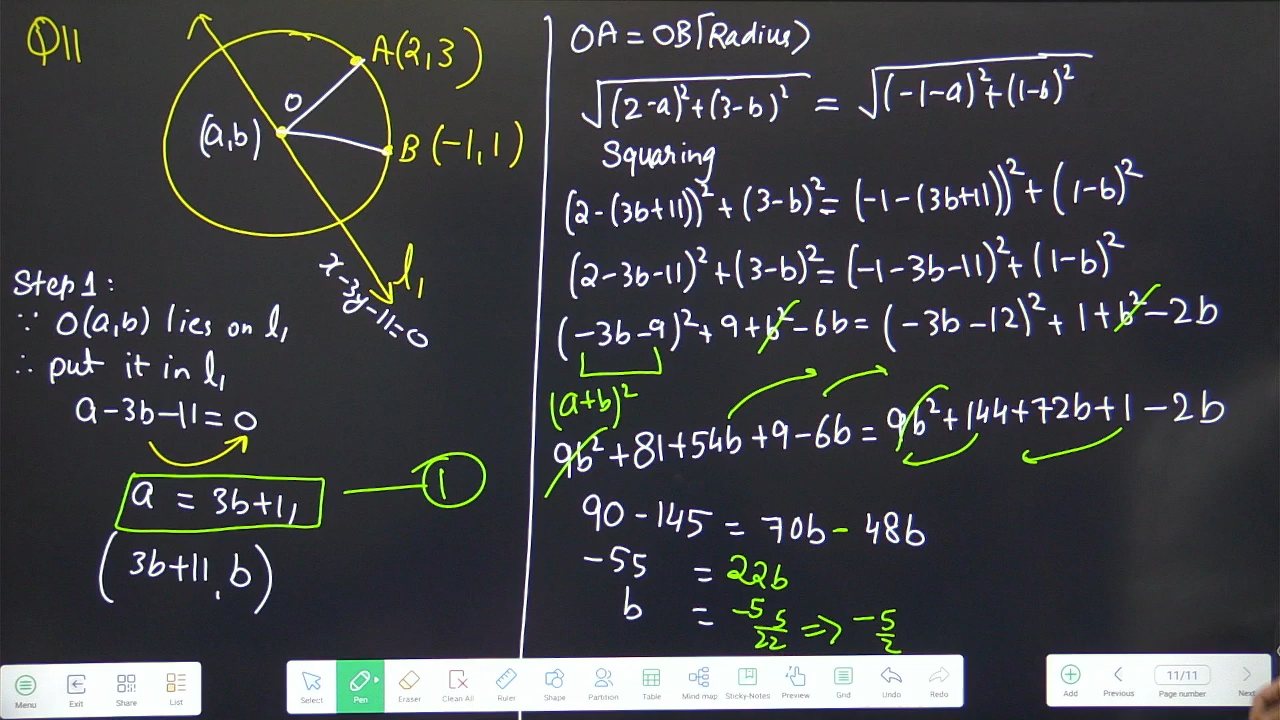 Q11
A(2,3)
O
(a,b)
B(-1,1)
l₁
x-3y-11=0
Step 1:
∵ O(a,b) lies on l₁
∴ put it in l₁
a-3b-11=0
a = 3b+11 —— ①
(3b+11, b)
OA = OB (Radius)
√((2-a)²+(3-b)²) = √((-1-a)²+(1-b)²)
Squaring
(2-(3b+11))²+(3-b)²=(-1-(3b+11))²+(1-b)²
(2-3b-11)²+(3-b)²=(-1-3b-11)²+(1-b)²
(-3b-9)²+9+b²-6b=(-3b-12)²+1+b²-2b
(a+b)²
9b²+81+54b+9-6b=9b²+144+72b+1-2b
90-145 = 70b-48b
-55 = 22b
b = -55/22 => -5/2
Menu
Exit
Share
List
Select
Pen
Eraser
Clean All
Ruler
Shape
Partition
Table
Mind map
Sticky-Notes
Preview
Grid
Undo
Redo
Add
Previous
11/11
Page number
Next